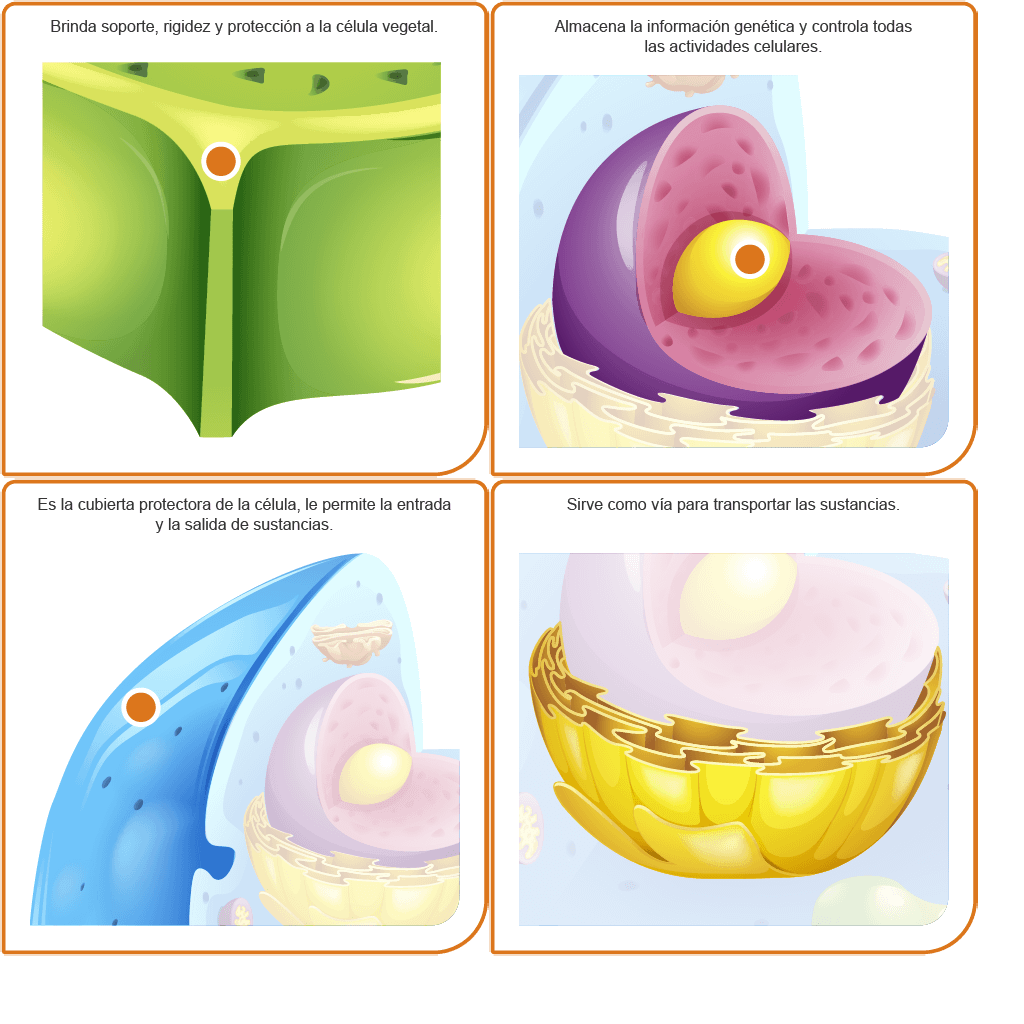 Brinda soporte, rigidez y protección a la célula vegetal.
Almacena la información genética y controla todas
las actividades celulares.
Es la cubierta protectora de la célula, le permite la entrada
y la salida de sustancias.
Sirve como vía para transportar las sustancias.